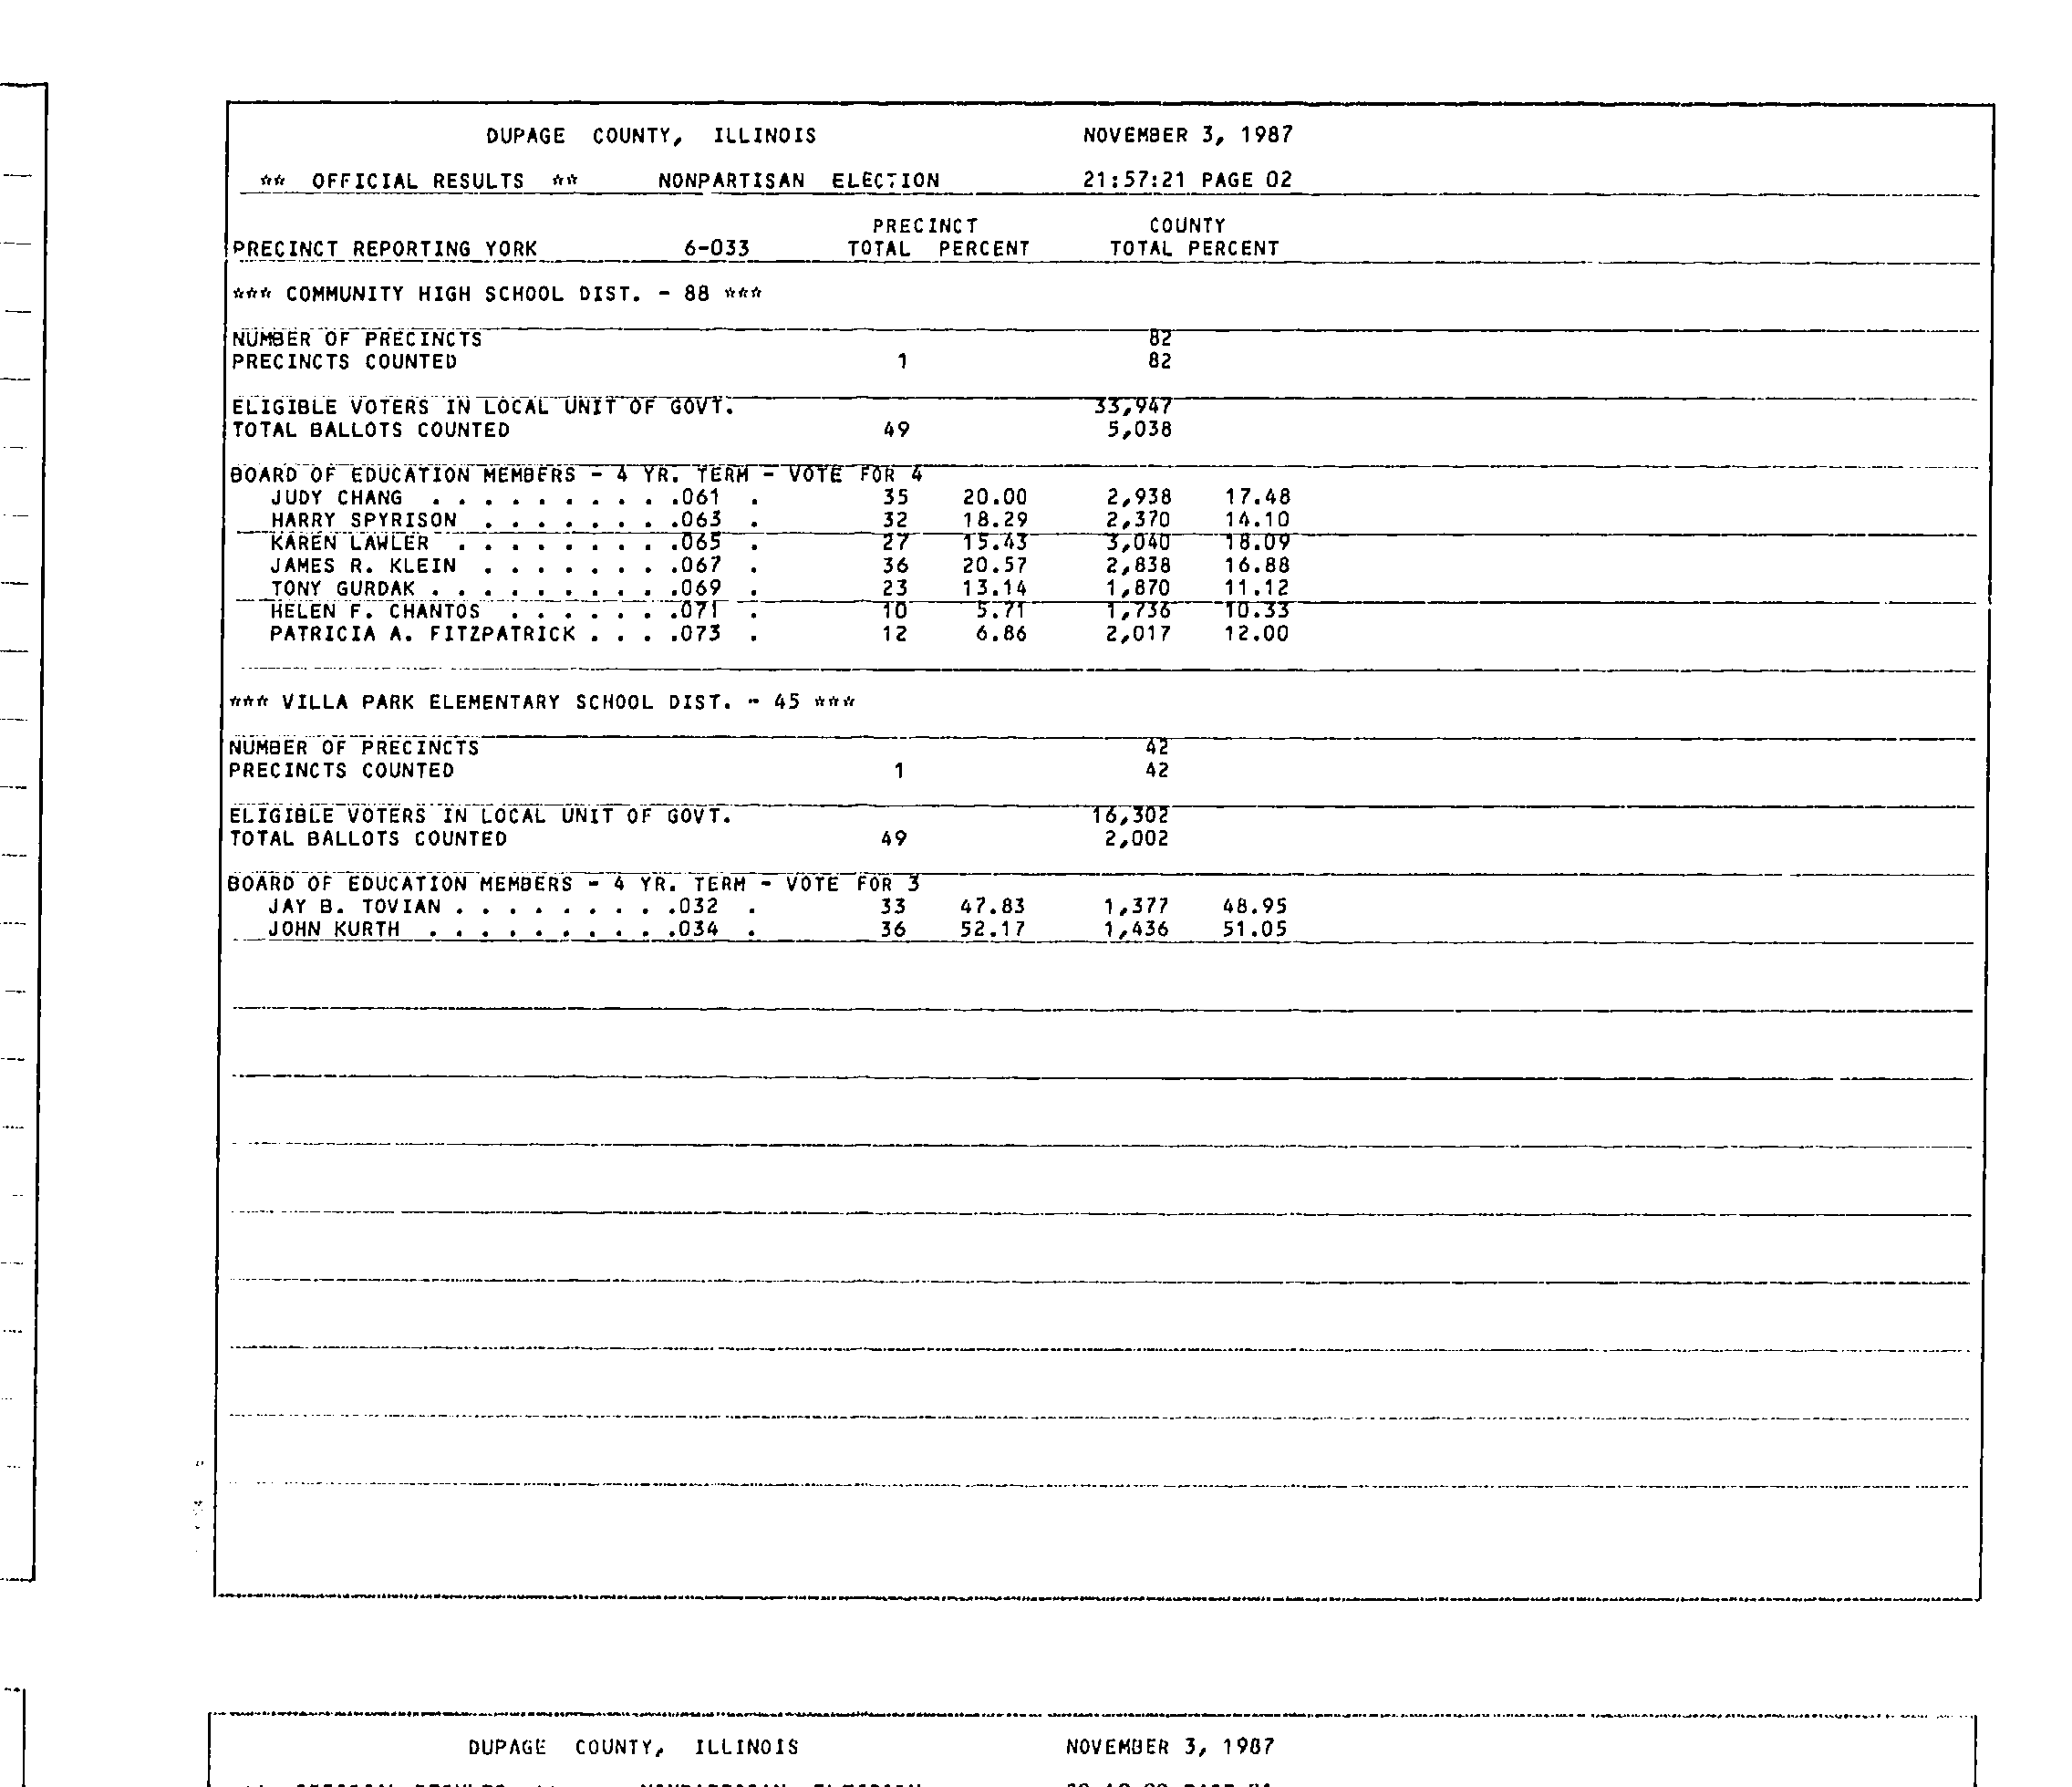 DUPAGE COUNTY, ILLINOIS NOVEMBER 3, 1987
** OFFICIAL RESULTS ** NONPARTISAN ELECTION 21:57:21 PAGE 02
PRECINCT COUNTY
PRECINCT REPORTING YORK 6-033 TOTAL PERCENT TOTAL PERCENT
*** COMMUNITY HIGH SCHOOL DIST. - 88 ***
NUMBER OF PRECINCTS 82
PRECINCTS COUNTED 1 82
ELIGIBLE VOTERS IN LOCAL UNIT OF GOVT. 33,947
TOTAL BALLOTS COUNTED 49 5,038
BOARD OF EDUCATION MEMBERS - 4 YR. TERM - VOTE FOR 4
JUDY CHANG . . . . . . . . . .061 . 35 20.00 2,938 17.48
HARRY SPYRISON . . . . . . . .063 . 32 18.29 2,370 14.10
KAREN LAWLER . . . . . . . . .065 . 27 15.43 3,040 18.09
JAMES R. KLEIN . . . . . . . .067 . 36 20.57 2,838 16.88
TONY GURDAK . . . . . . . . . .069 . 23 13.14 1,870 11.12
HELEN F. CHANTOS . . . . . . .071 . 10 5.71 1,736 10.33
PATRICIA A. FITZPATRICK . . . .073 . 12 6.86 2,017 12.00
*** VILLA PARK ELEMENTARY SCHOOL DIST. - 45 ***
NUMBER OF PRECINCTS 42
PRECINCTS COUNTED 1 42
ELIGIBLE VOTERS IN LOCAL UNIT OF GOVT. 16,302
TOTAL BALLOTS COUNTED 49 2,002
BOARD OF EDUCATION MEMBERS - 4 YR. TERM - VOTE FOR 3
JAY B. TOVIAN . . . . . . . . .032 . 33 47.83 1,377 48.95
JOHN KURTH . . . . . . . . . .034 . 36 52.17 1,436 51.05
DUPAGE COUNTY, ILLINOIS NOVEMBER 3, 1987